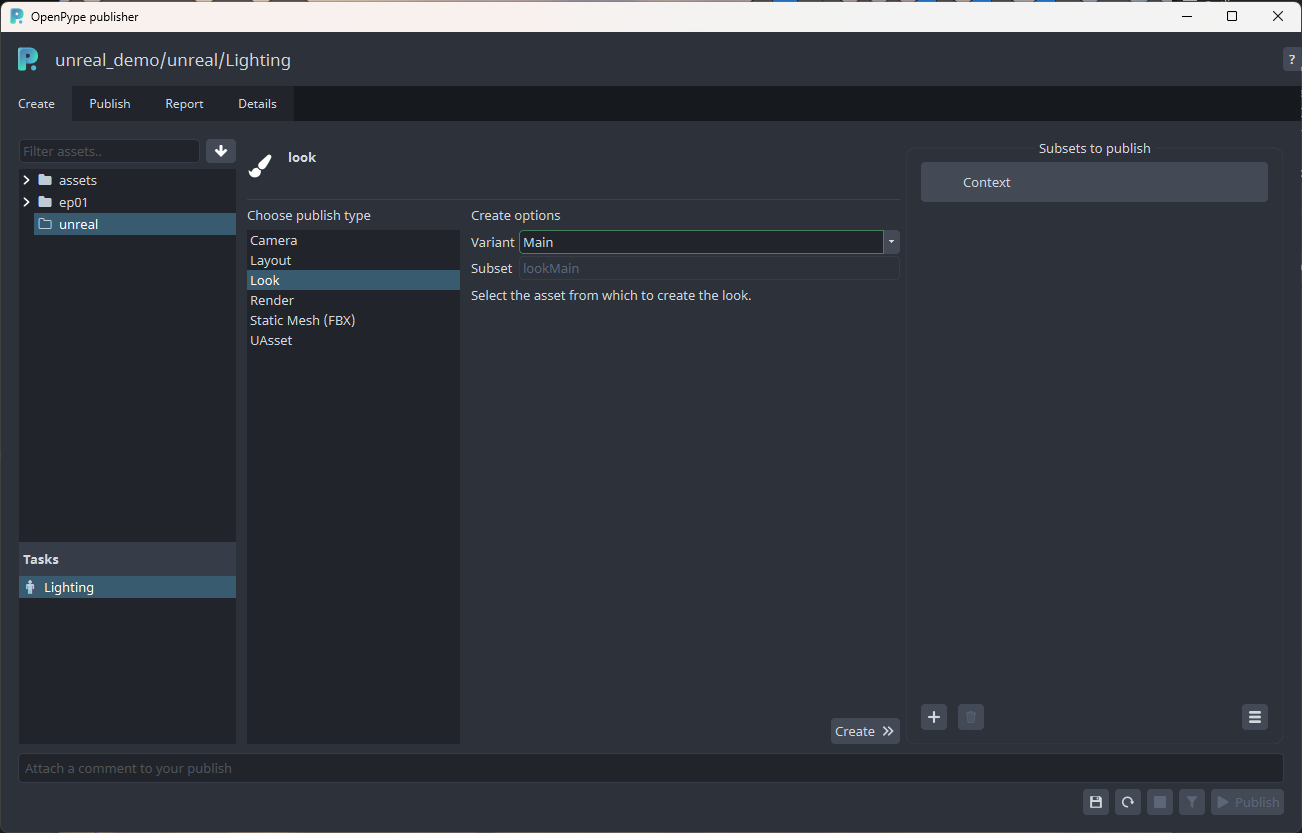 OpenPype publisher
unreal_demo/unreal/Lighting
?
Create Publish Report Details
Filter assets..
assets
ep01
unreal
Tasks
Lighting
look
Choose publish type
Camera
Layout
Look
Render
Static Mesh (FBX)
UAsset
Create options
Variant Main
Subset lookMain
Select the asset from which to create the look.
Create
Subsets to publish
Context
Attach a comment to your publish
Publish